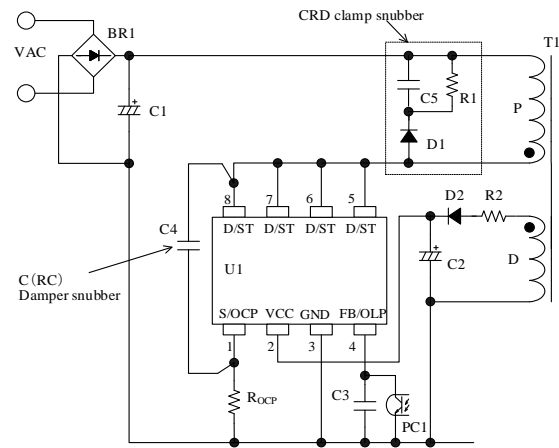 CRD clamp snubber
BR1
T1
VAC
C5
R1
P
C1
D1
8
7
6
5
D2
R2
D/ST
D/ST
D/ST
D/ST
C4
C2
D
U1
C(RC)
Damper snubber
S/OCP
VCC
GND
FB/OLP
1
2
3
4
ROCP
C3
PC1